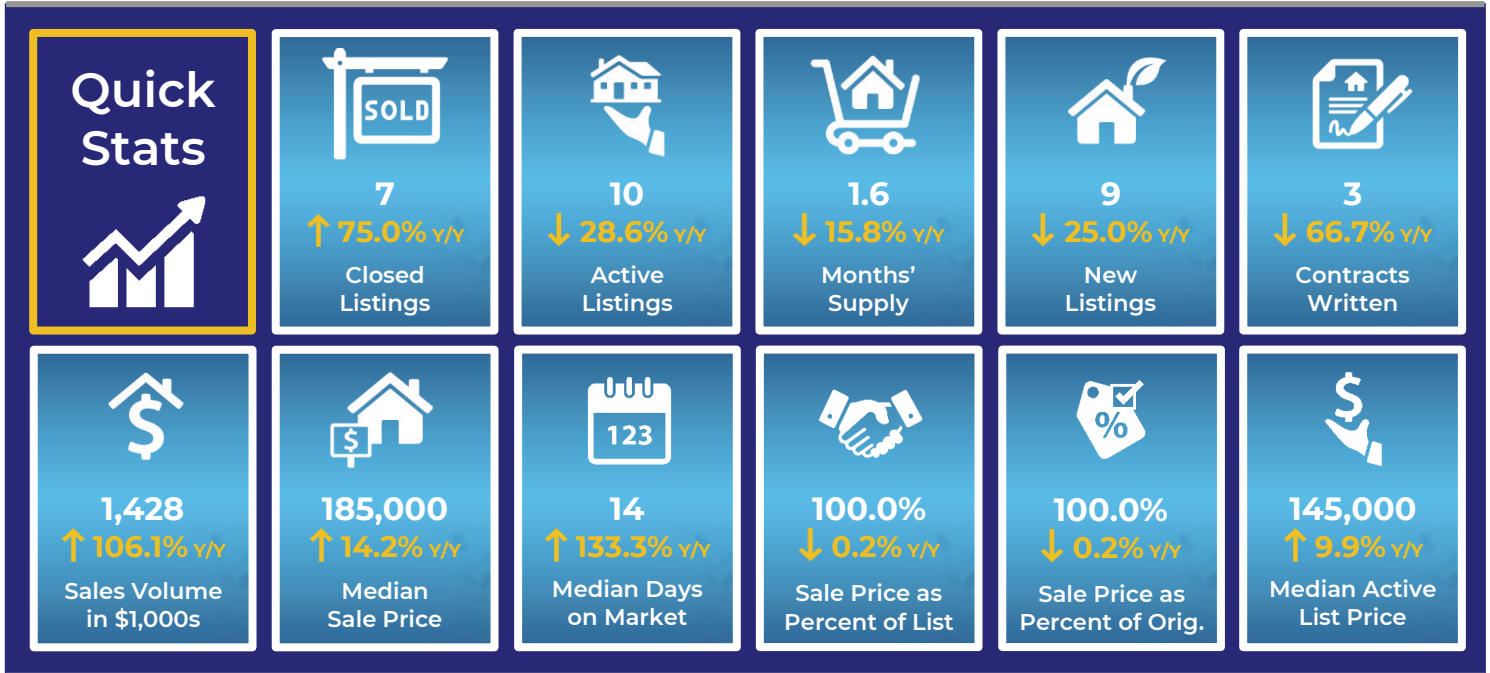 Quick
Stats
SOLD
7
↑ 75.0% Y/Y
Closed
Listings
10
↓ 28.6% Y/Y
Active
Listings
1.6
↓ 15.8% Y/Y
Months’
Supply
9
↓ 25.0% Y/Y
New
Listings
3
↓ 66.7% Y/Y
Contracts
Written
$
1,428
↑ 106.1% Y/Y
Sales Volume
in $1,000s
$
185,000
↑ 14.2% Y/Y
Median
Sale Price
123
14
↑ 133.3% Y/Y
Median Days
on Market
100.0%
↓ 0.2% Y/Y
Sale Price as
Percent of List
%
100.0%
↓ 0.2% Y/Y
Sale Price as
Percent of Orig.
$
145,000
↑ 9.9% Y/Y
Median Active
List Price